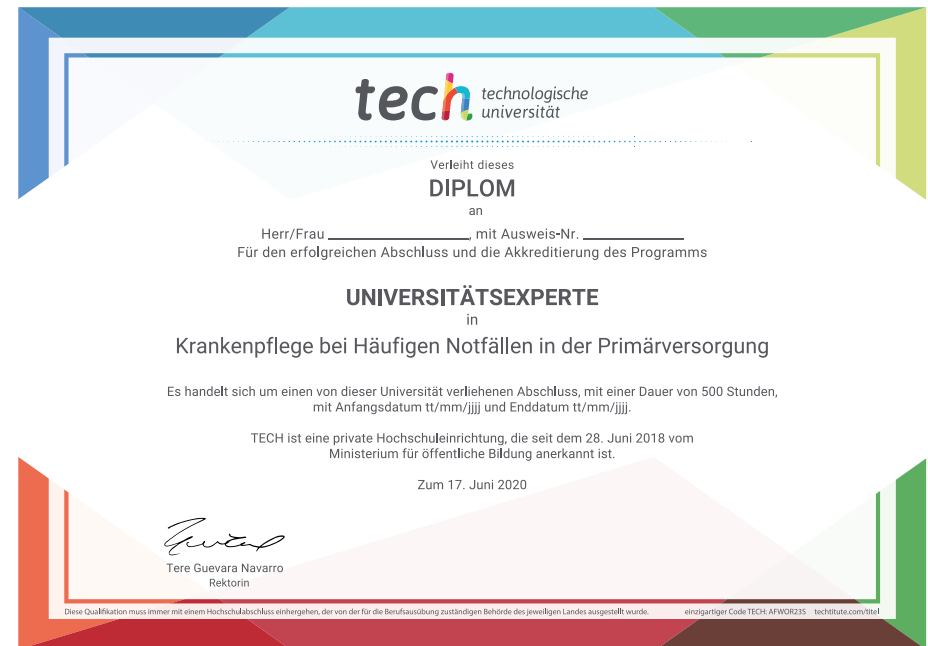 tech technologische
universität
Verleiht dieses
DIPLOM
an
Herr/Frau ____________________, mit Ausweis-Nr. ______________
Für den erfolgreichen Abschluss und die Akkreditierung des Programms
UNIVERSITÄTSEXPERTE
in
Krankenpflege bei Häufigen Notfällen in der Primärversorgung
Es handelt sich um einen von dieser Universität verliehenen Abschluss, mit einer Dauer von 500 Stunden,
mit Anfangsdatum tt/mm/jjjj und Enddatum tt/mm/jjjj.
TECH ist eine private Hochschuleinrichtung, die seit dem 28. Juni 2018 vom
Ministerium für öffentliche Bildung anerkannt ist.
Zum 17. Juni 2020
Tere Guevara Navarro
Rektorin
Diese Qualifikation muss immer mit einem Hochschulabschluss einhergehen, der von der für die Berufsausübung zuständigen Behörde des jeweiligen Landes ausgestellt wurde. einzigartiger Code TECH: AFWOR23S techtitute.com/titel